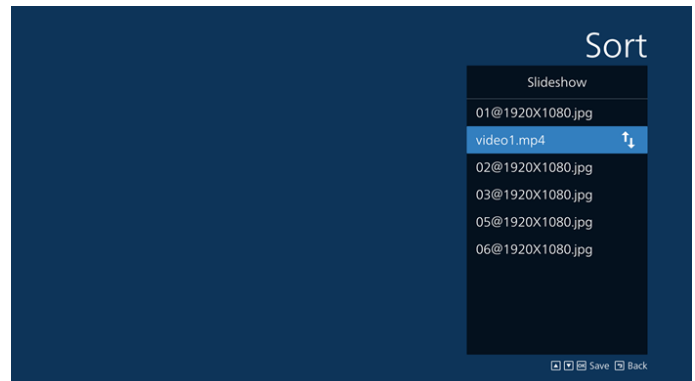 Sort
Slideshow
01@1920X1080.jpg
video1.mp4
02@1920X1080.jpg
03@1920X1080.jpg
05@1920X1080.jpg
06@1920X1080.jpg
OK Save Back